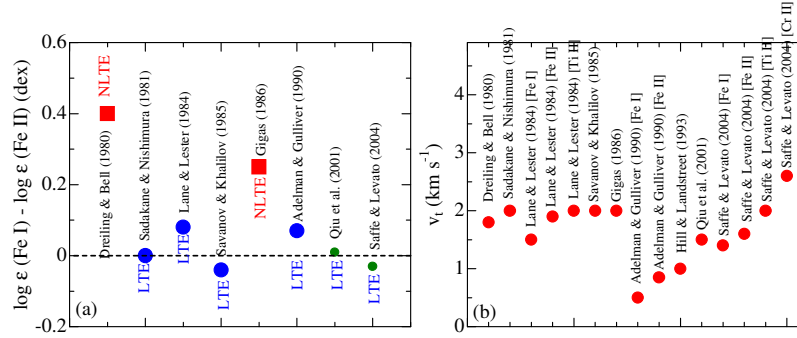 log ε (Fe I) - log ε (Fe II) (dex)
0.6
0.4
0.2
0
-0.2
NLTE
Dreiling & Bell (1980)
Sadakane & Nishimura (1981)
LTE
Lane & Lester (1984)
LTE
Savanov & Khalilov (1985)
LTE
Gigas (1986)
NLTE
Adelman & Gulliver (1990)
LTE
Qiu et al. (2001)
LTE
Saffe & Levato (2004)
LTE
(a)
v_t (km s⁻¹)
4
3
2
1
0
Dreiling & Bell (1980)
Sadakane & Nishimura (1981)
Lane & Lester (1984) [Fe I]
Lane & Lester (1984) [Fe II]
Lane & Lester (1984) [Ti II]
Savanov & Khalilov (1985)
Gigas (1986)
Adelman & Gulliver (1990) [Fe I]
Adelman & Gulliver (1990) [Fe II]
Hill & Landstreet (1993)
Qiu et al. (2001)
Saffe & Levato (2004) [Fe I]
Saffe & Levato (2004) [Fe II]
Saffe & Levato (2004) [Ti II]
Saffe & Levato (2004) [Cr II]
(b)